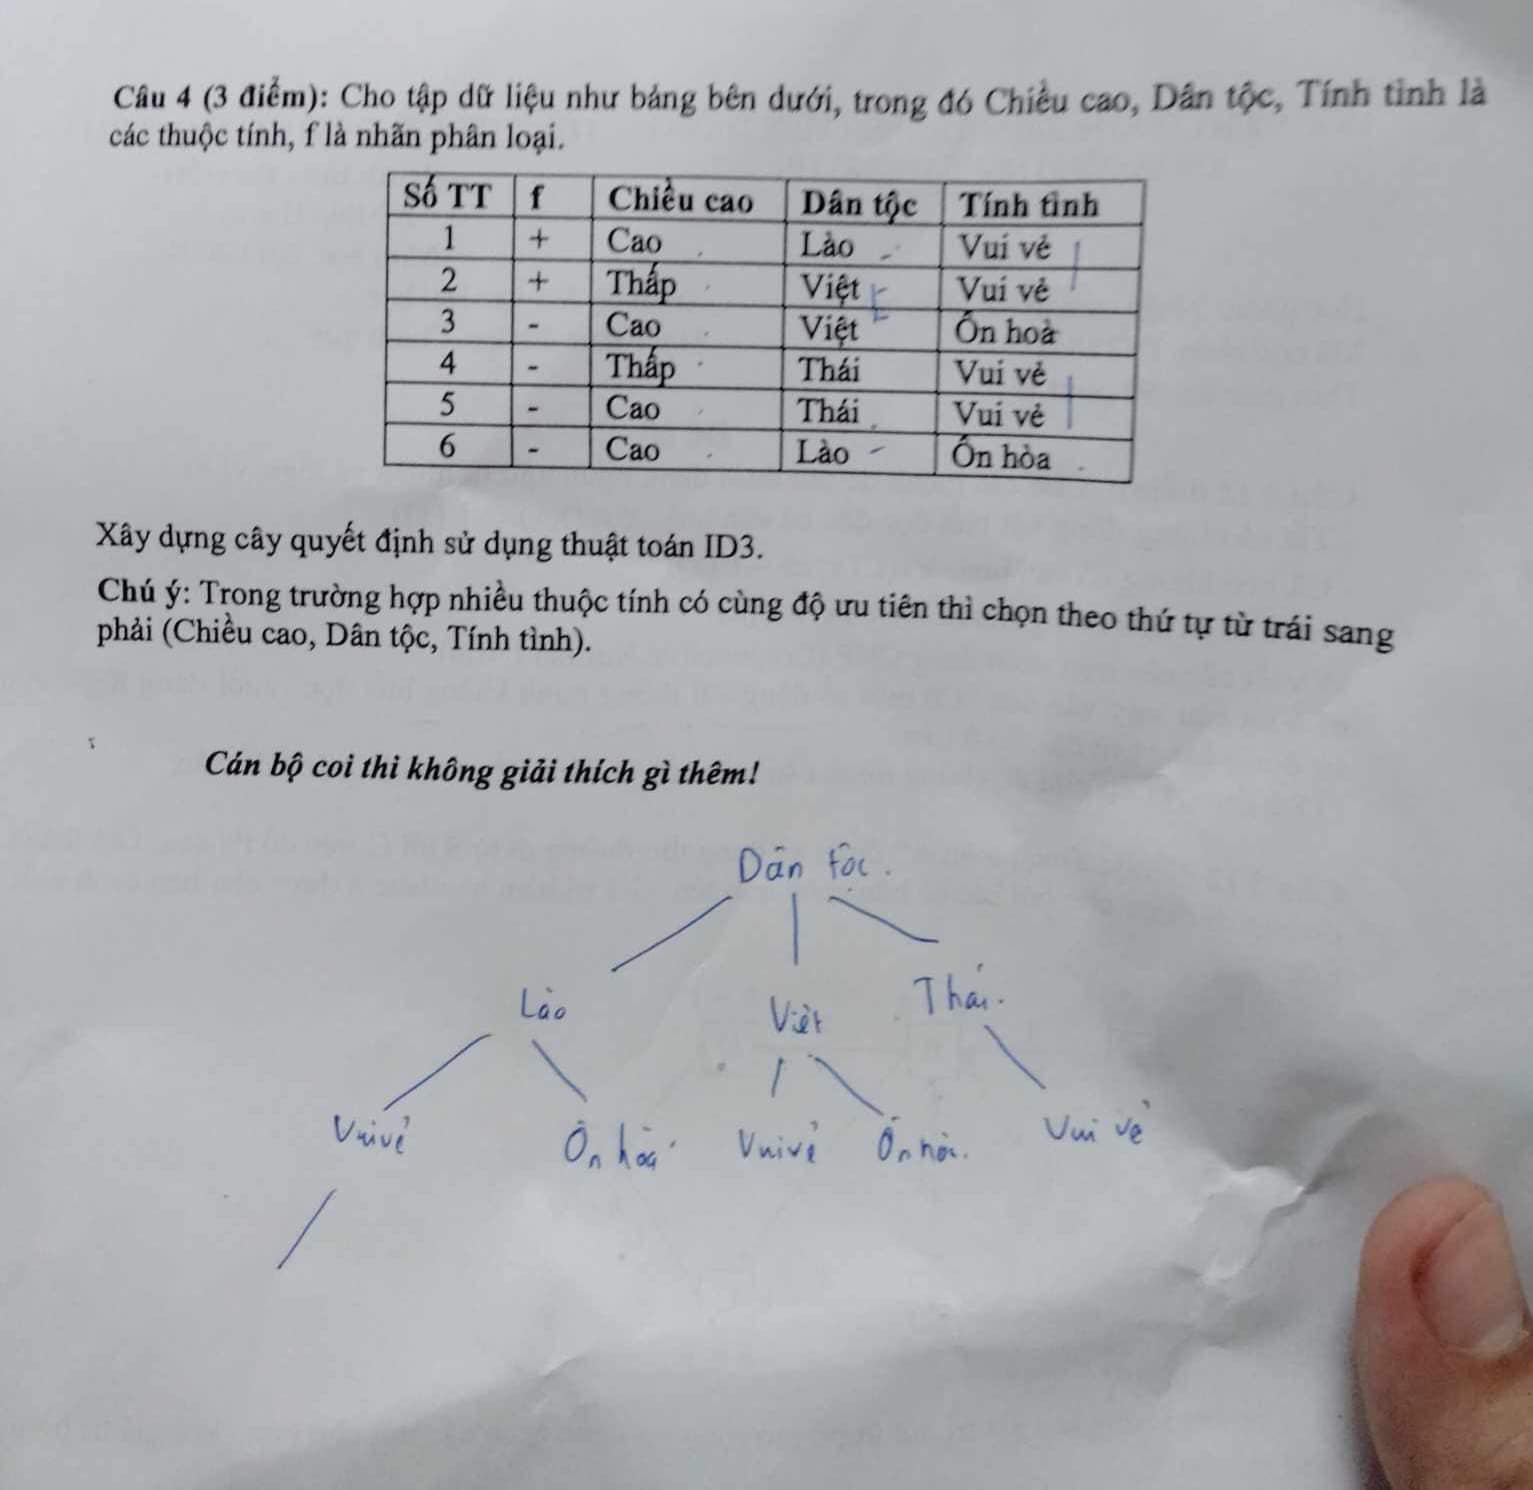 Câu 4 (3 điểm): Cho tập dữ liệu như bảng bên dưới, trong đó Chiều cao, Dân tộc, Tính tình là
các thuộc tính, f là nhãn phân loại.
Số TT f Chiều cao Dân tộc Tính tình
1 + Cao Lào Vui vẻ
2 + Thấp Việt Vui vẻ
3 - Cao Việt Ôn hoà
4 - Thấp Thái Vui vẻ
5 - Cao Thái Vui vẻ
6 - Cao Lào Ôn hòa
Xây dựng cây quyết định sử dụng thuật toán ID3.
Chú ý: Trong trường hợp nhiều thuộc tính có cùng độ ưu tiên thì chọn theo thứ tự từ trái sang
phải (Chiều cao, Dân tộc, Tính tình).
Cán bộ coi thi không giải thích gì thêm!
Dân tộc.
Lào Việt Thái.
Vui vẻ Ôn hòa Vui vẻ Ôn hòa. Vui vẻ